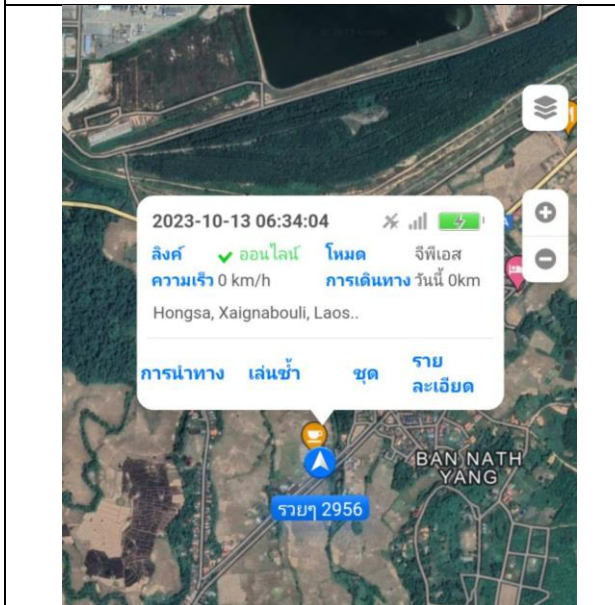 2023-10-13 06:34:04
ลิงค์ ออนไลน์ โหมด จีพีเอส
ความเร็ว 0 km/h การเดินทาง วันนี้ 0km
Hongsa, Xaignabouli, Laos..
การนำทาง เล่นซ้ำ ชุด ราย
ละเอียด
BAN NATH
YANG
รวยๆ 2956